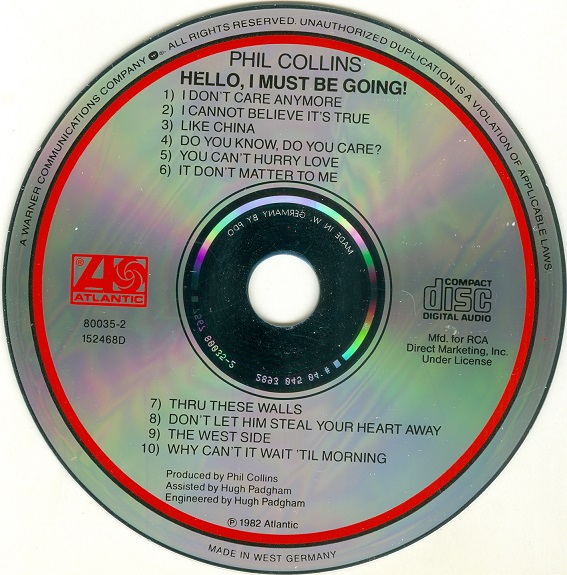 A WARNER COMMUNICATIONS COMPANY ALL RIGHTS RESERVED. UNAUTHORIZED DUPLICATION IS A VIOLATION OF APPLICABLE LAWS
PHIL COLLINS
HELLO, I MUST BE GOING!
1) I DON'T CARE ANYMORE
2) I CANNOT BELIEVE IT'S TRUE
3) LIKE CHINA
4) DO YOU KNOW, DO YOU CARE?
5) YOU CAN'T HURRY LOVE
6) IT DON'T MATTER TO ME
MADE IN W. GERMANY BY PDO
®
ATLANTIC
80035-2
152468D
COMPACT
disc
DIGITAL AUDIO
Mfd. for RCA
Direct Marketing, Inc.
Under License
7) THRU THESE WALLS
8) DON'T LET HIM STEAL YOUR HEART AWAY
9) THE WEST SIDE
10) WHY CAN'T IT WAIT 'TIL MORNING
Produced by Phil Collins
Assisted by Hugh Padgham
Engineered by Hugh Padgham
℗ 1982 Atlantic
MADE IN WEST GERMANY